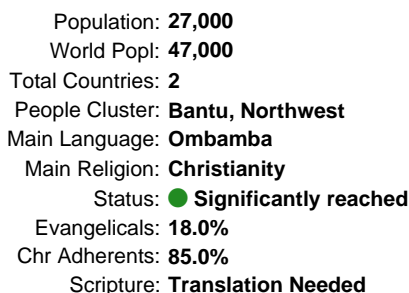 Population: 27,000
World Popl: 47,000
Total Countries: 2
People Cluster: Bantu, Northwest
Main Language: Ombamba
Main Religion: Christianity
Status: Significantly reached
Evangelicals: 18.0%
Chr Adherents: 85.0%
Scripture: Translation Needed